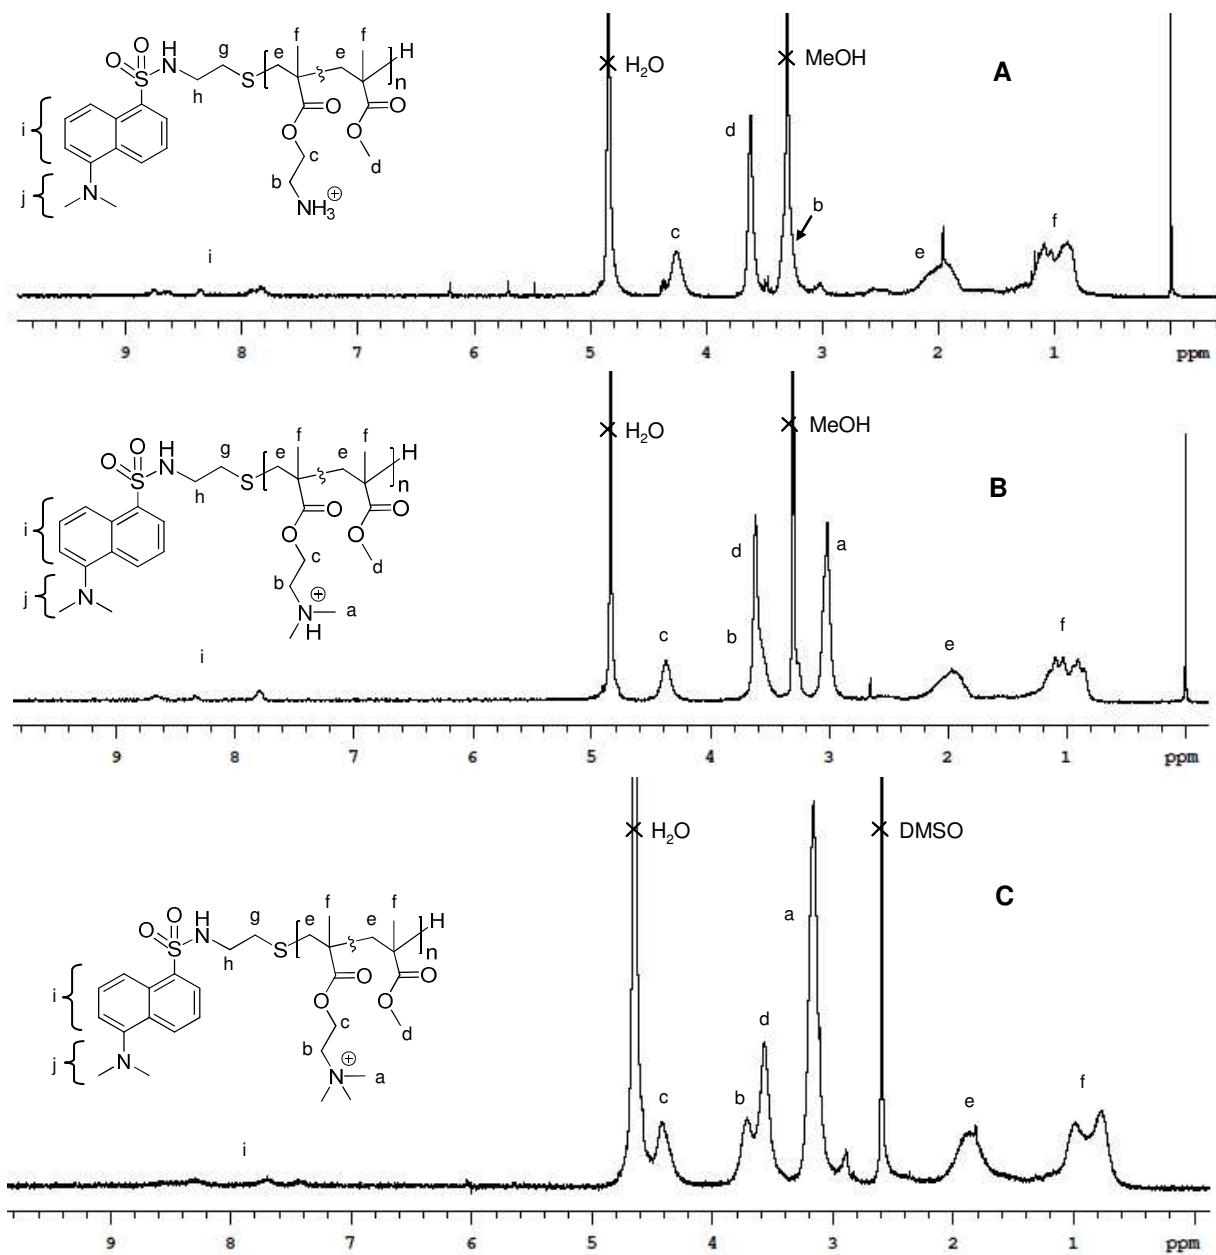 f f
O O H g e e H
S N S n
h O O
i O O
c d
b
j N NH3 +
H2O
MeOH
A
d
b
c
i
e
f
9 8 7 6 5 4 3 2 1 ppm
f f
O O H g e e H
S N S n
h O O
i O O
c d
b
j N N + a
H
H2O
MeOH
B
d
a
b
c
i
e
f
9 8 7 6 5 4 3 2 1 ppm
f f
O O H g e e H
S N S n
h O O
i O O
c d
b
j N N + a
H2O
DMSO
C
a
d
b
c
i
e
f
9 8 7 6 5 4 3 2 1 ppm